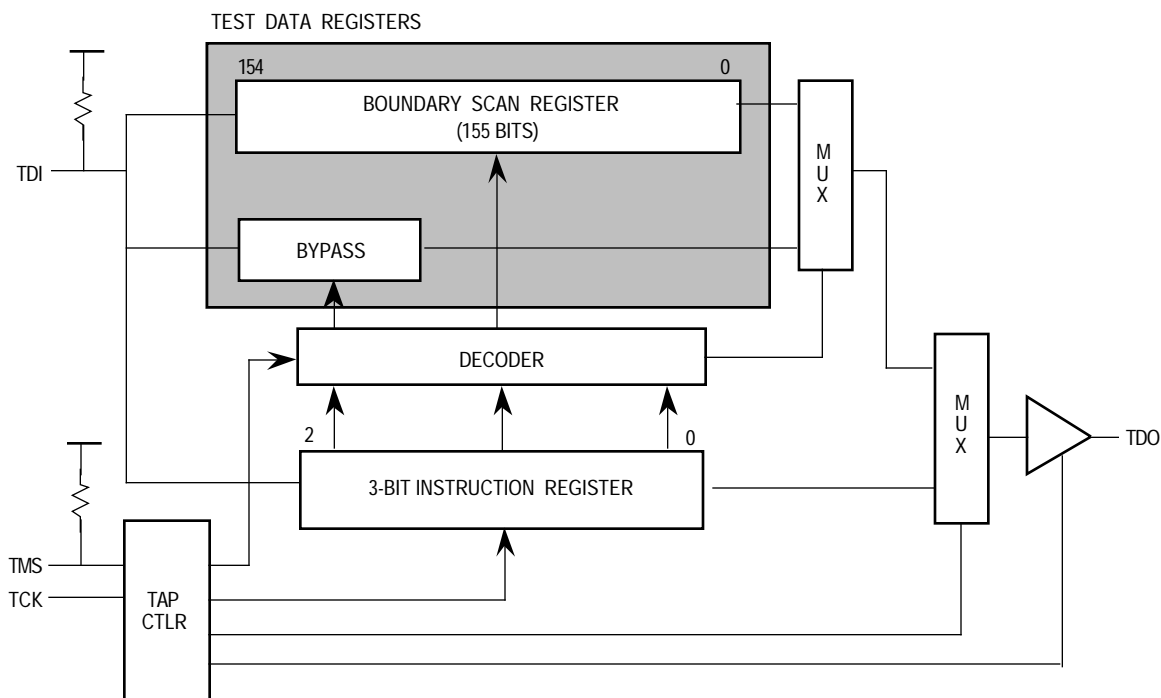 TEST DATA REGISTERS
154
0
BOUNDARY SCAN REGISTER
(155 BITS)
M
U
X
TDI
BYPASS
DECODER
M
U
X
TDO
2
0
3-BIT INSTRUCTION REGISTER
TMS
TCK
TAP
CTLR